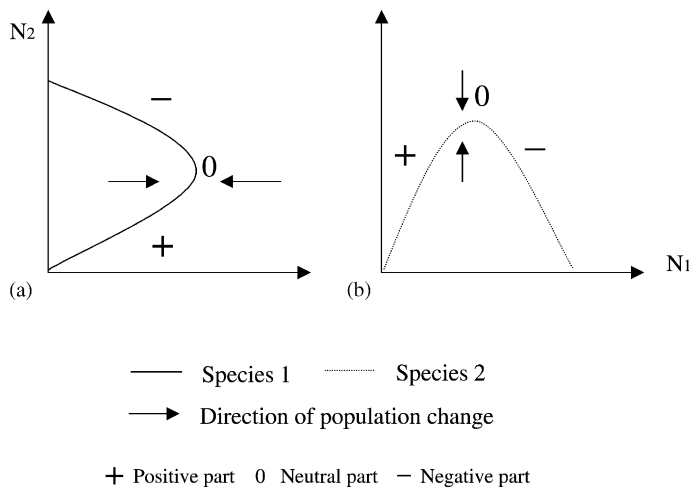 N2
−
0
+
(a)
0
+
−
(b)
N1
Species 1
Species 2
Direction of population change
+ Positive part 0 Neutral part − Negative part